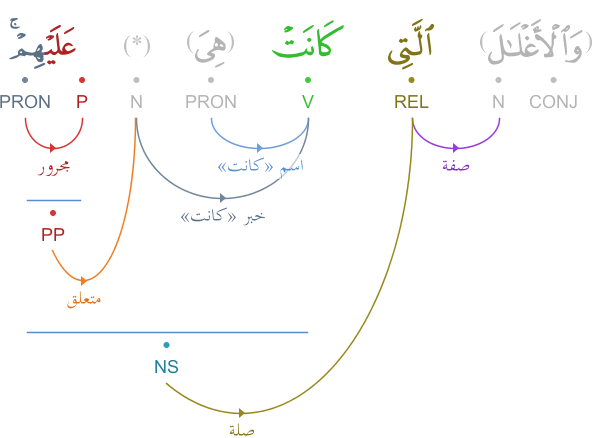 (وَٱلْأَغْلَـٰلَ) ٱلَّتِى كَانَتْ (هِىَ) (*) عَلَيْهِمْ ۚ
PRON P N PRON V REL N CONJ
مجرور اسم «كانت» صفة
PP خبر «كانت»
متعلق
NS
صلة